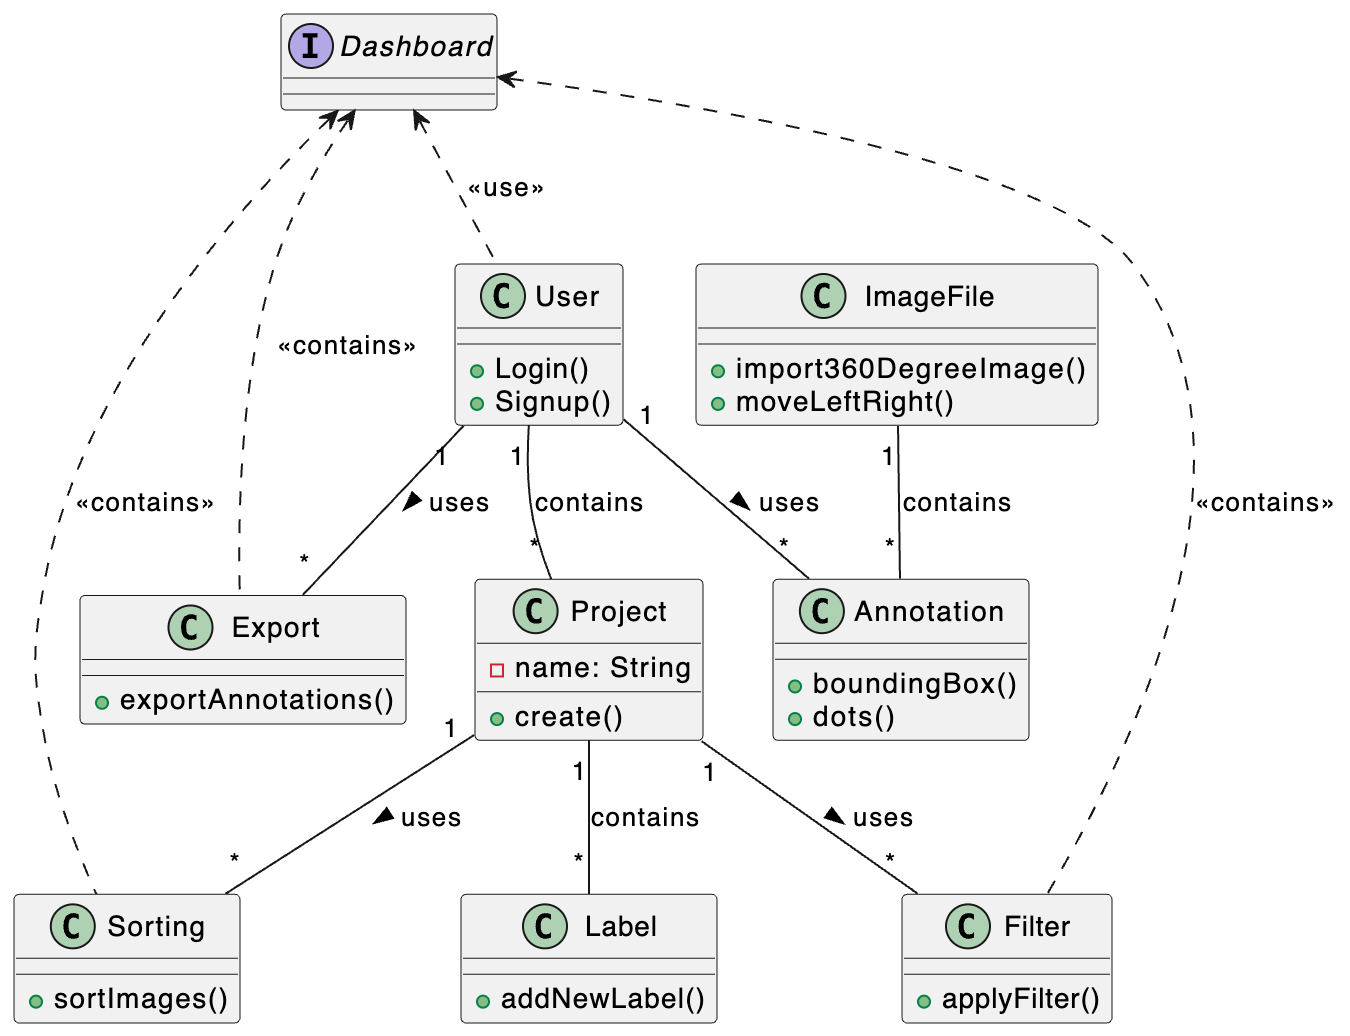 I Dashboard
«use»
C User
Login()
Signup()
C ImageFile
import360DegreeImage()
moveLeftRight()
«contains»
1
1
1
1
«contains»
uses
contains
uses
contains
«contains»
*
*
*
*
C Export
exportAnnotations()
C Project
name: String
create()
C Annotation
boundingBox()
dots()
1
1
1
uses
contains
uses
*
*
*
C Sorting
sortImages()
C Label
addNewLabel()
C Filter
applyFilter()